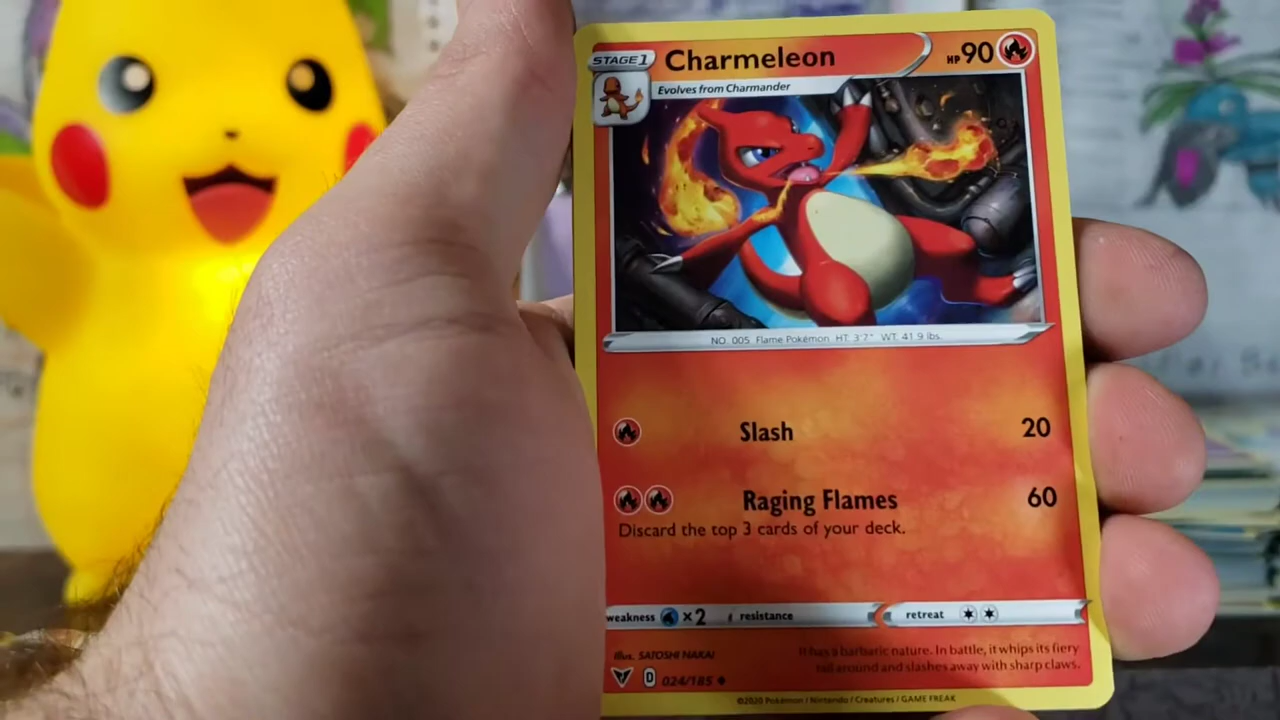 STAGE 1
Charmeleon
HP 90
Evolves from Charmander
NO. 005 Flame Pokémon HT: 3'7" WT: 41.9 lbs.
Slash 20
Raging Flames 60
Discard the top 3 cards of your deck.
weakness ×2 resistance retreat
Illus. SATOSHI NAKAI
It has a barbaric nature. In battle, it whips its fiery
tail around and slashes away with sharp claws.
D 024/185
©2020 Pokémon / Nintendo / Creatures / GAME FREAK